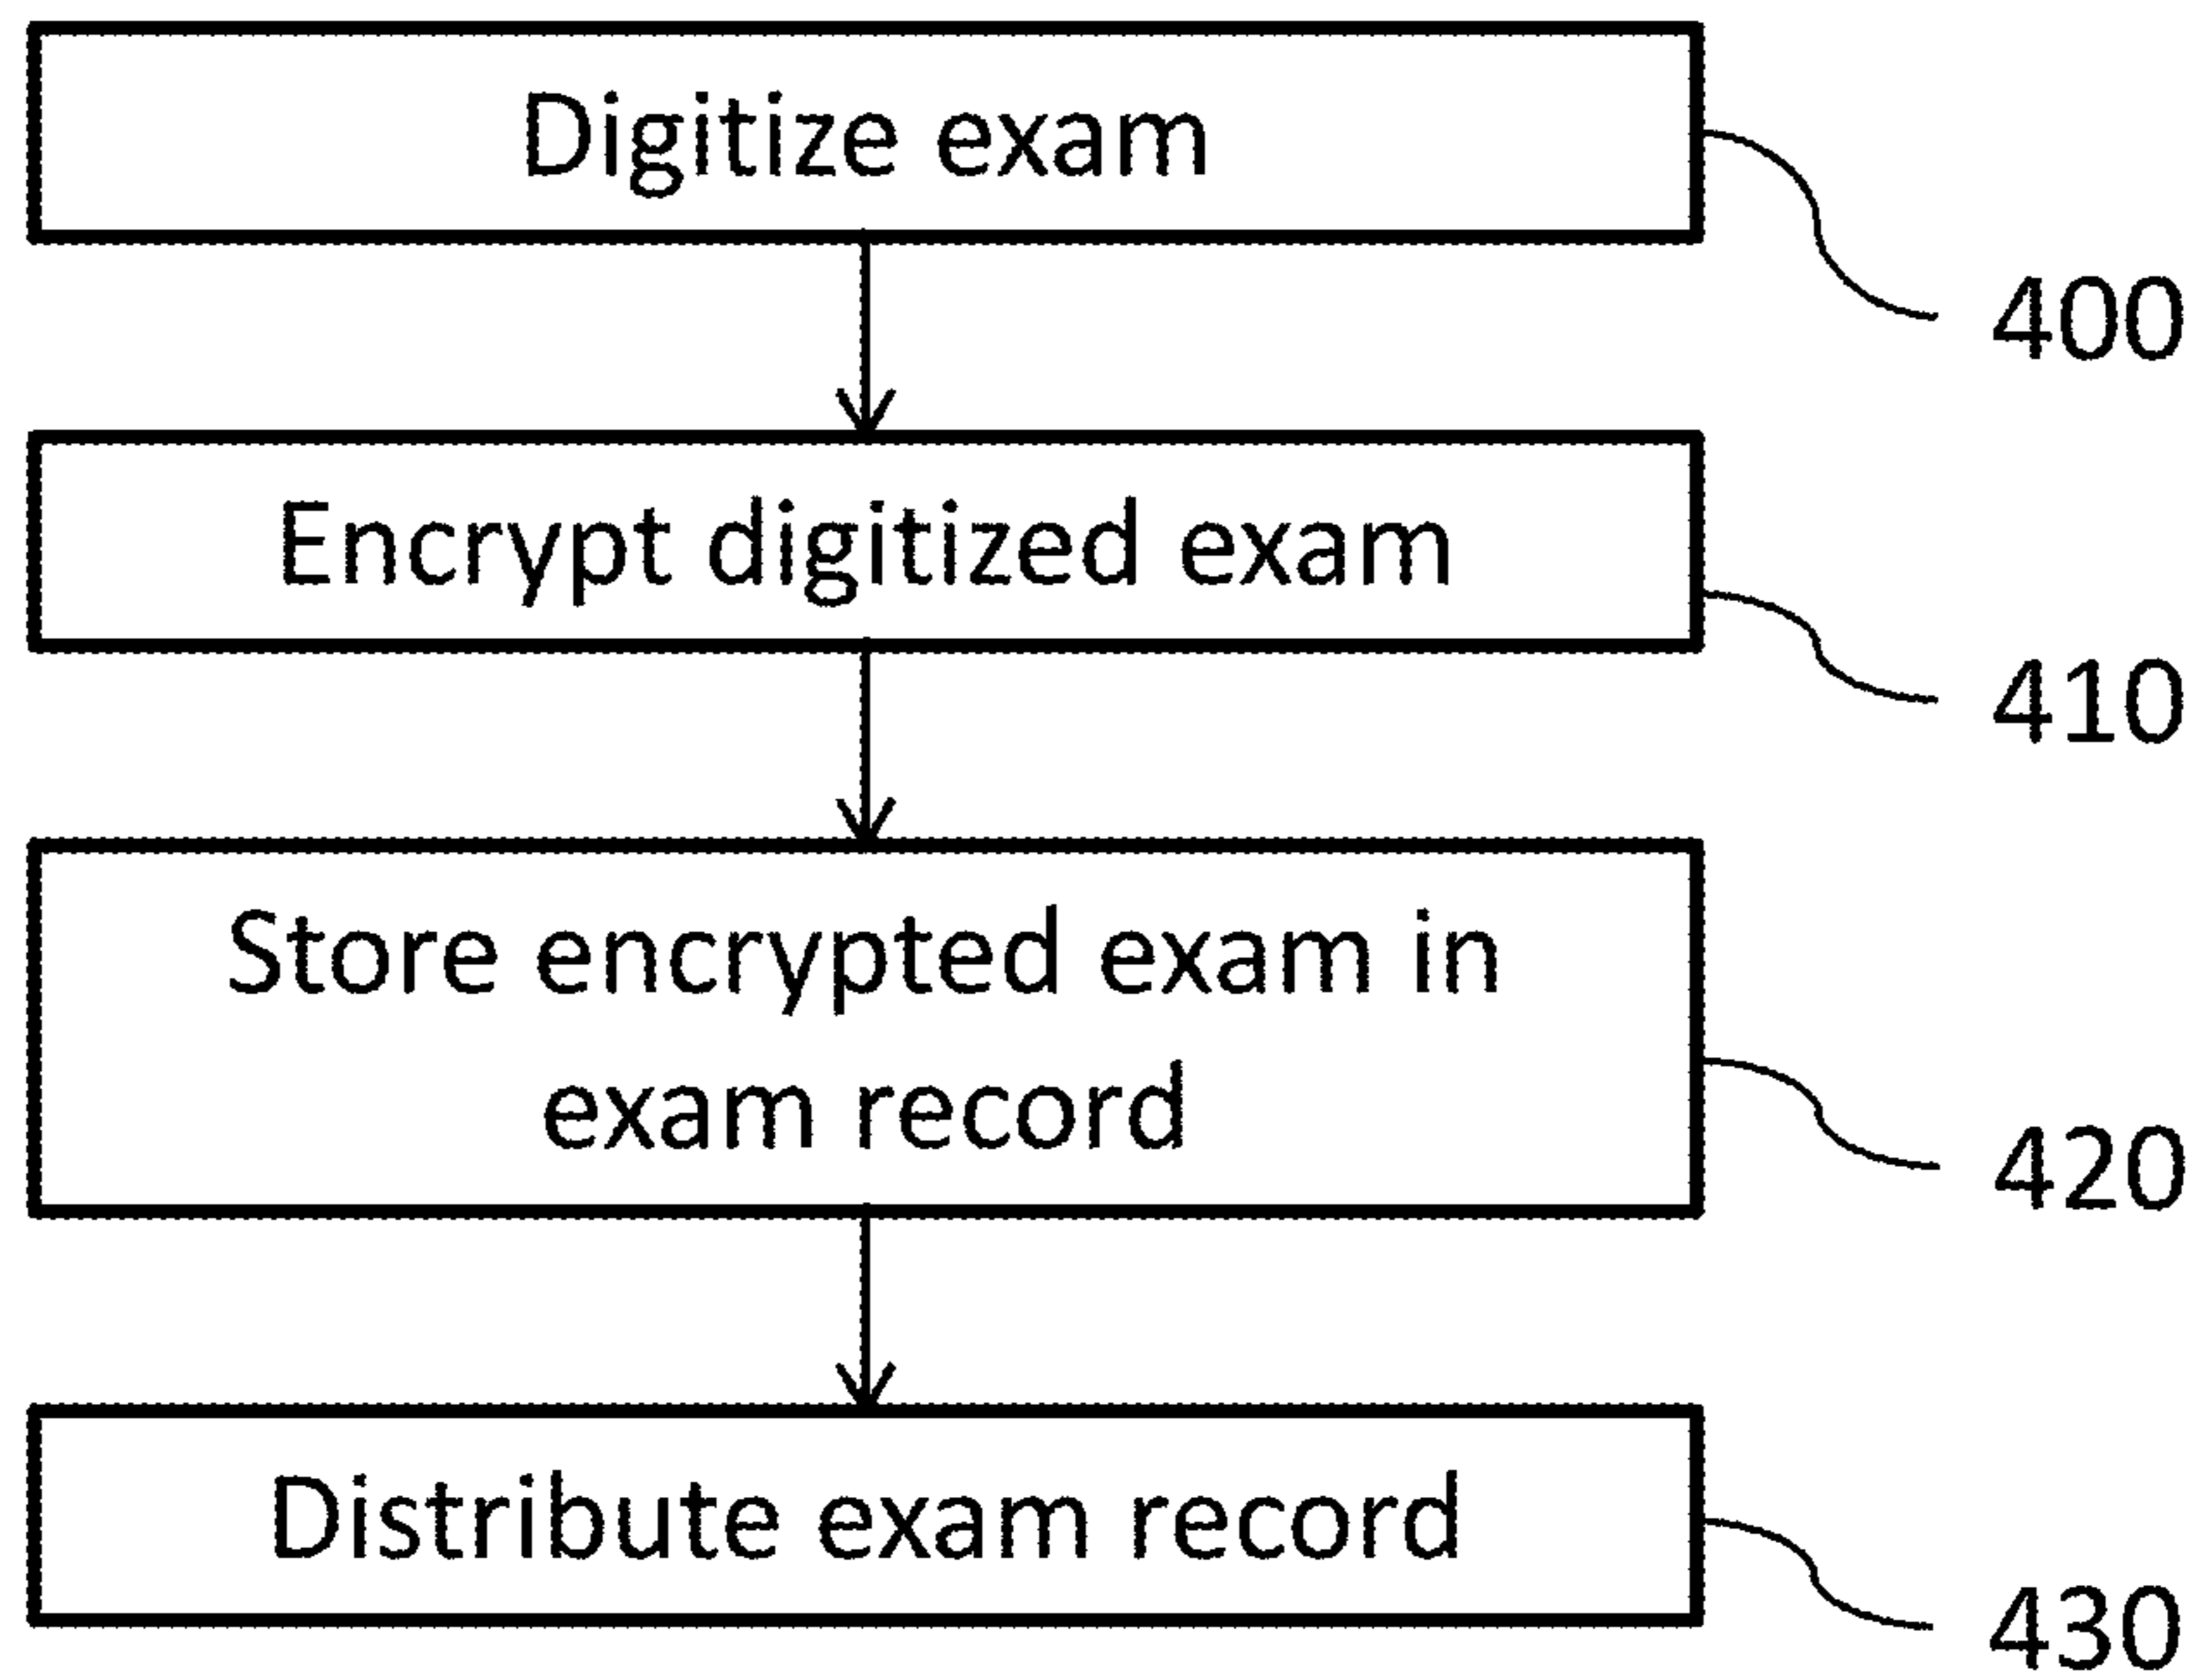 Digitize exam
400
Encrypt digitized exam
410
Store encrypted exam in
exam record
420
Distribute exam record
430